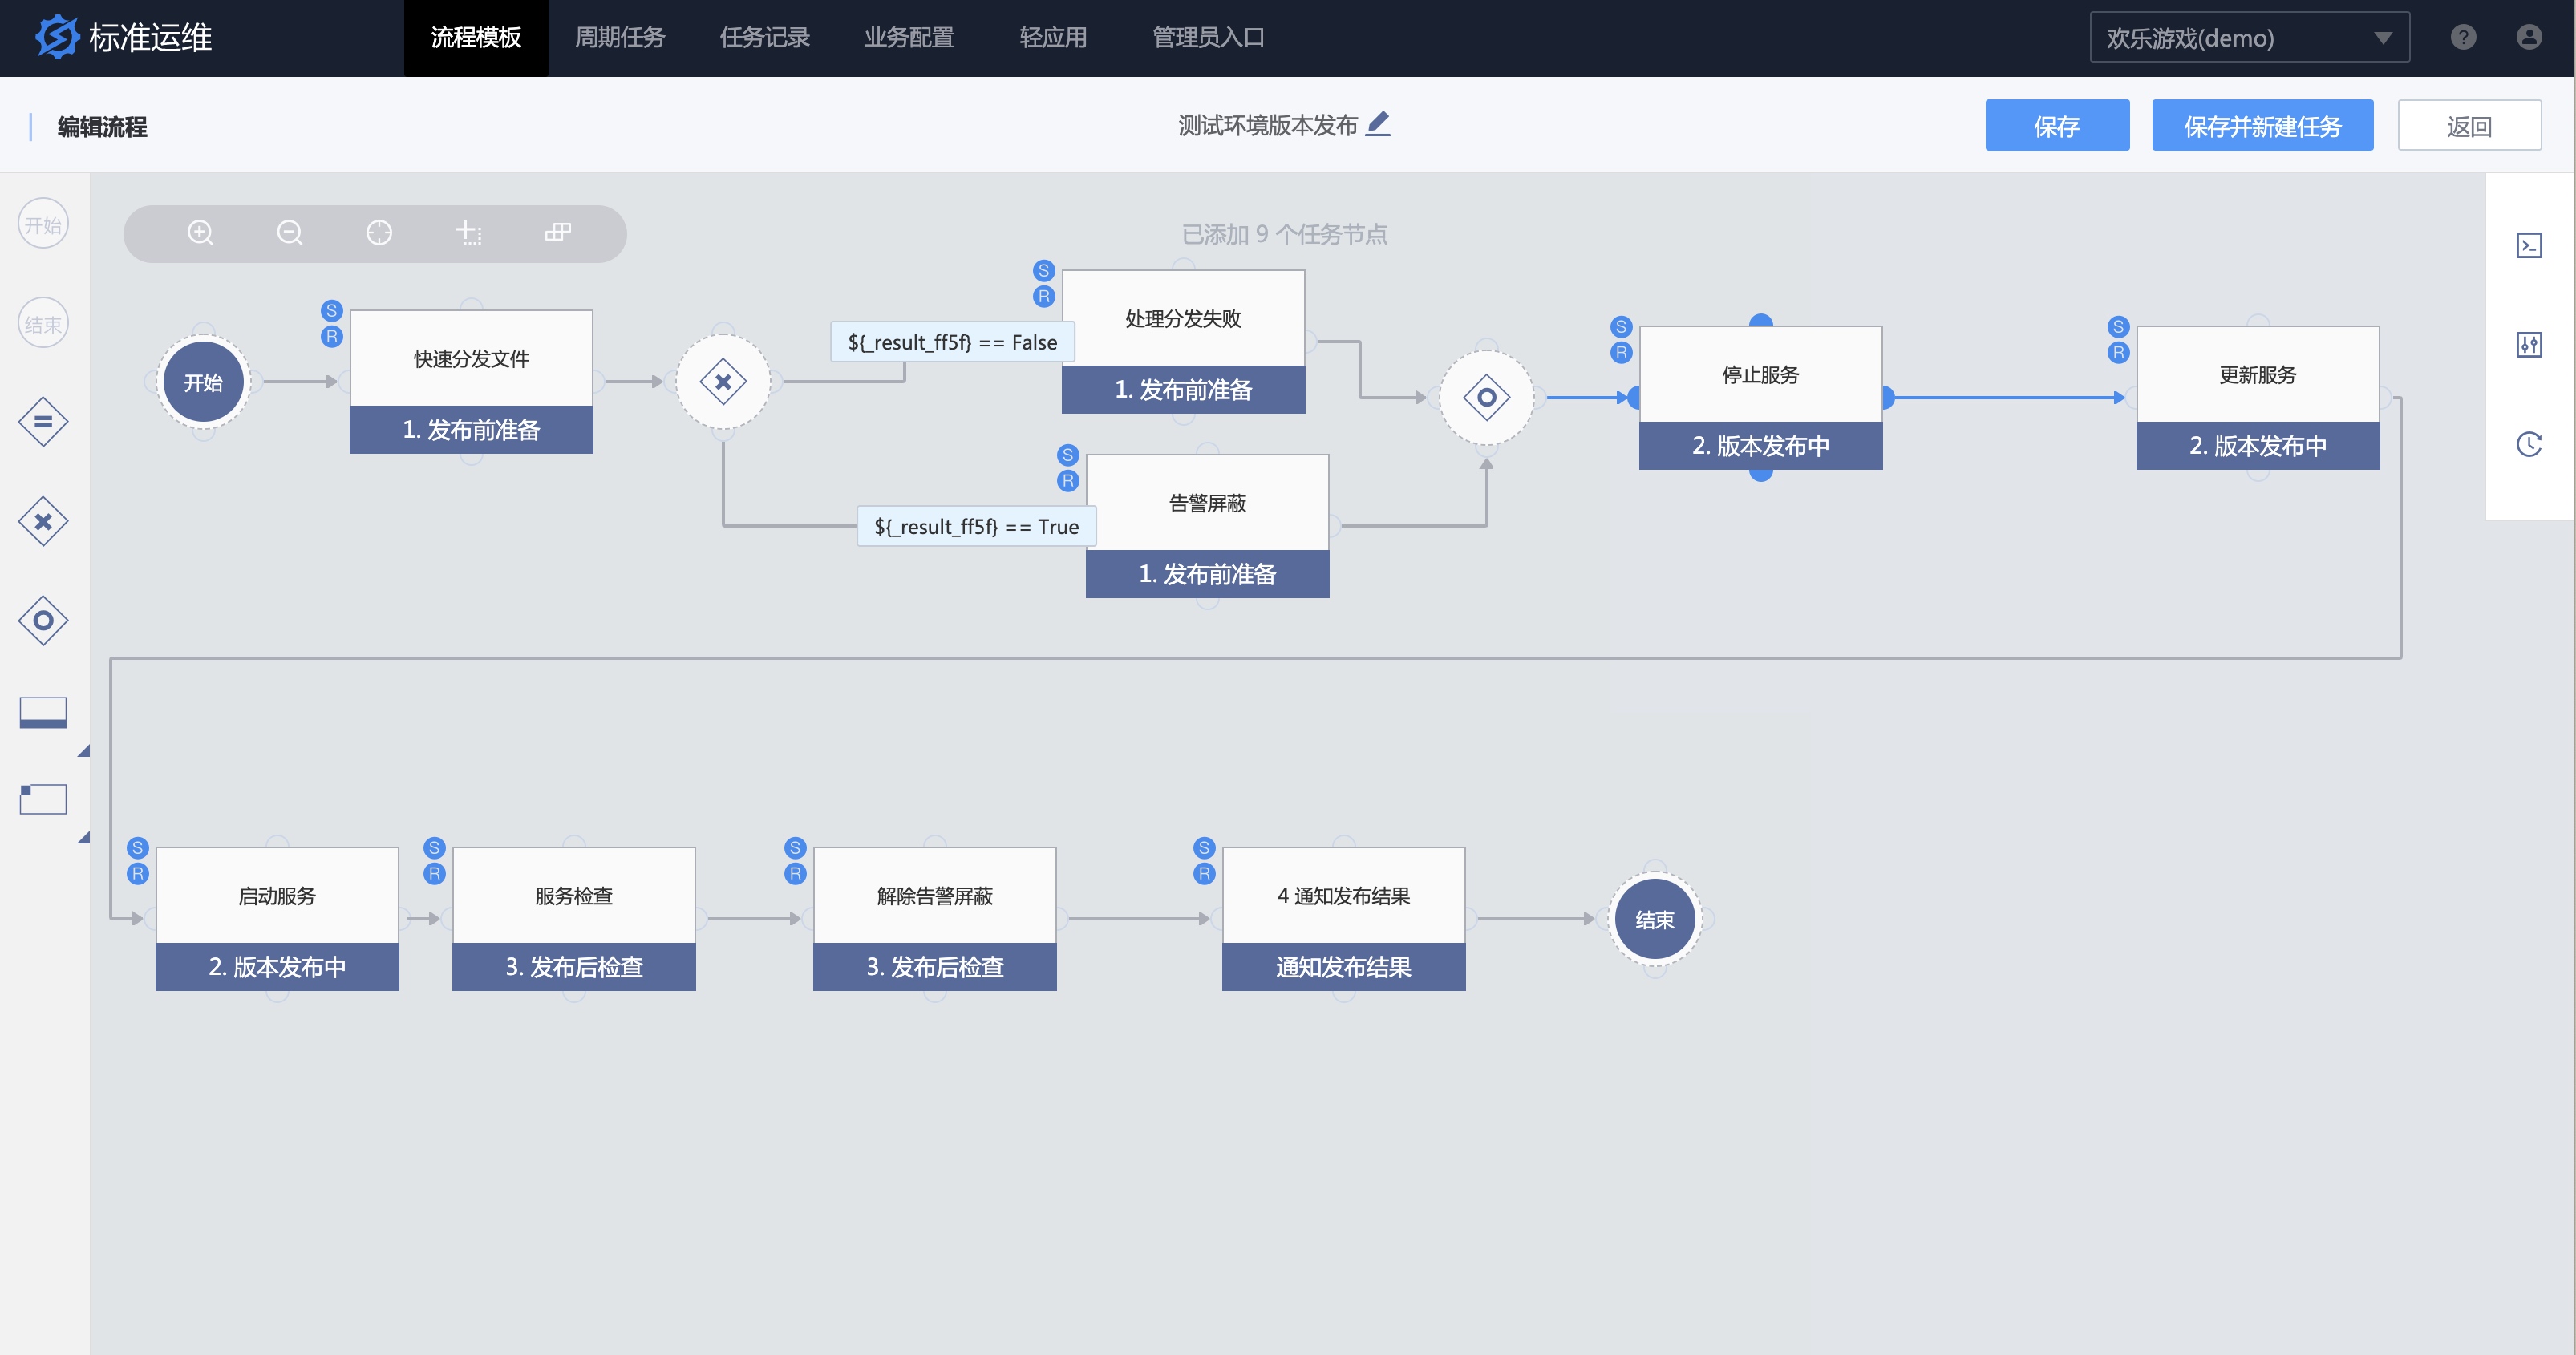 标准运维
流程模板
周期任务
任务记录
业务配置
轻应用
管理员入口
欢乐游戏(demo)
?
编辑流程
测试环境版本发布
保存
保存并新建任务
返回
开始
结束
已添加 9 个任务节点
开始
S
R
快速分发文件
1. 发布前准备
${_result_ff5f} == False
S
R
处理分发失败
1. 发布前准备
${_result_ff5f} == True
S
R
告警屏蔽
1. 发布前准备
S
R
停止服务
2. 版本发布中
S
R
更新服务
2. 版本发布中
S
R
启动服务
2. 版本发布中
S
R
服务检查
3. 发布后检查
S
R
解除告警屏蔽
3. 发布后检查
S
R
4 通知发布结果
通知发布结果
结束